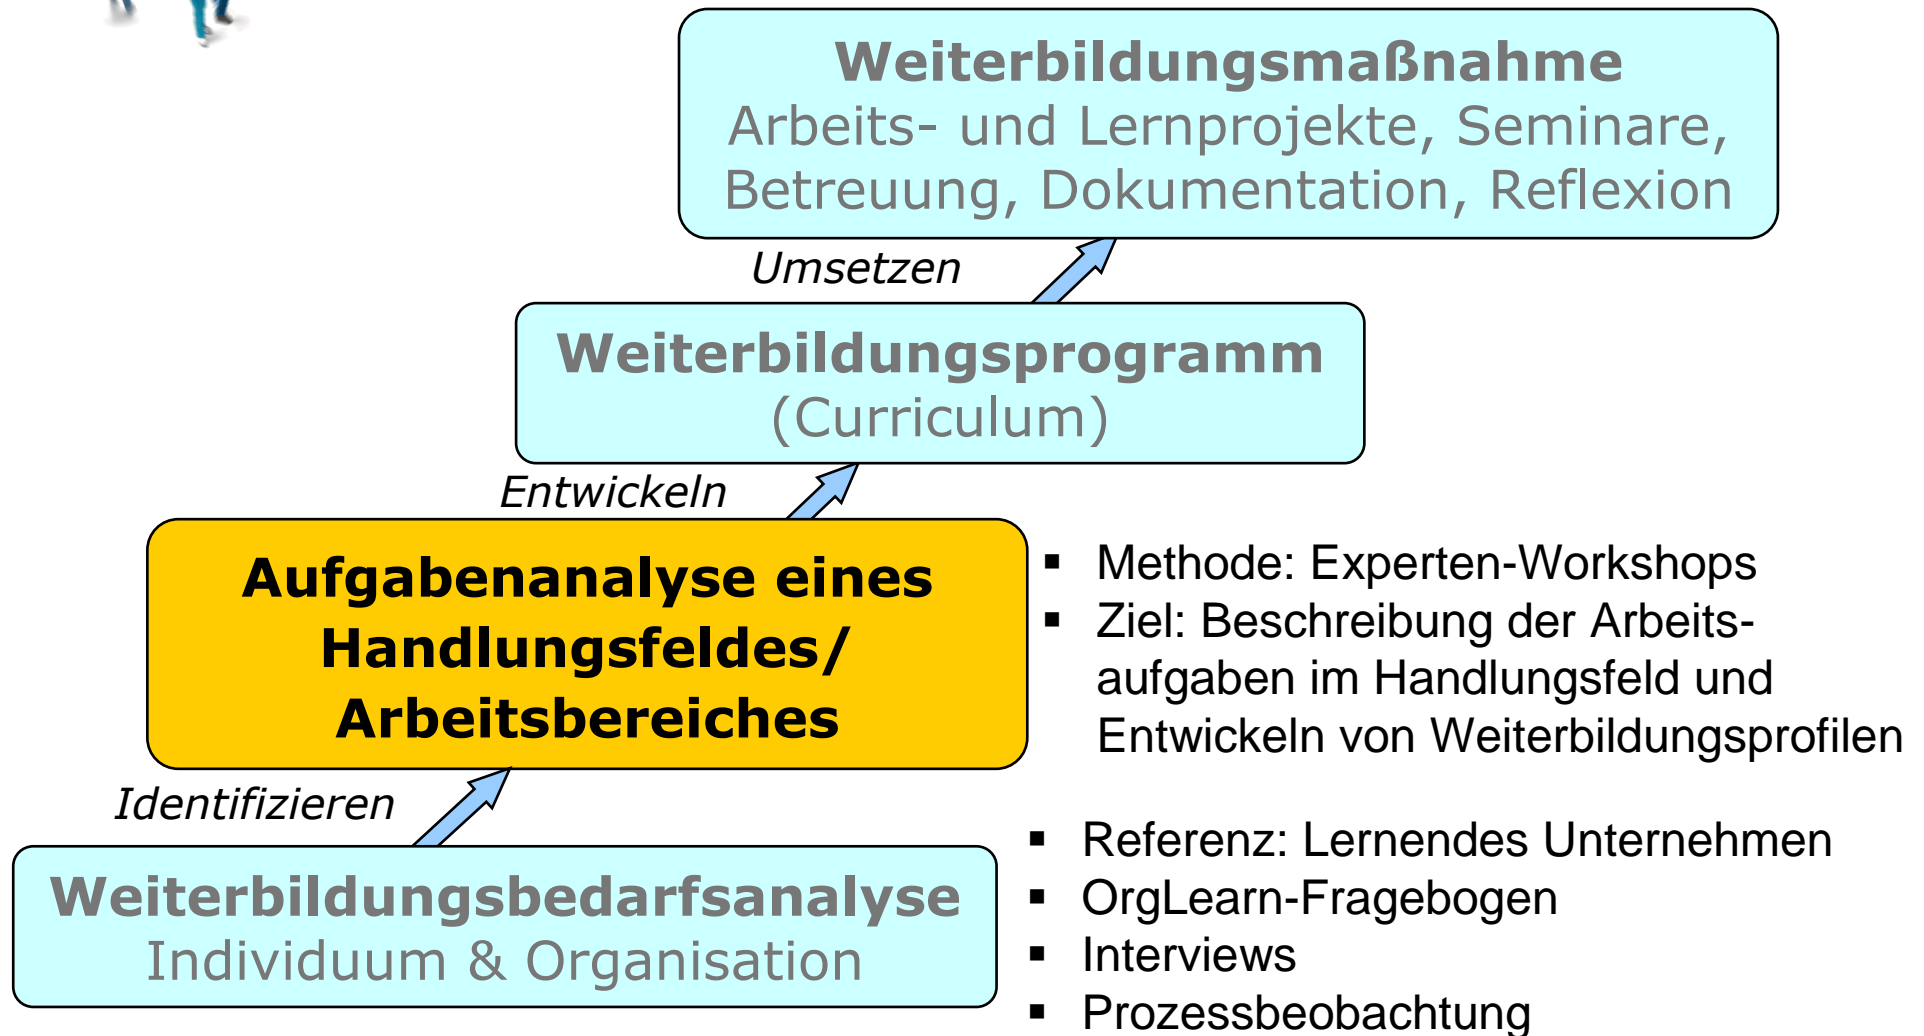 Weiterbildungsmaßnahme
Arbeits- und Lernprojekte, Seminare,
Betreuung, Dokumentation, Reflexion
Umsetzen
Weiterbildungsprogramm
(Curriculum)
Entwickeln
Aufgabenanalyse eines
Handlungsfeldes/
Arbeitsbereiches
▪ Methode: Experten-Workshops
▪ Ziel: Beschreibung der Arbeits-
aufgaben im Handlungsfeld und
Entwickeln von Weiterbildungsprofilen
Identifizieren
Weiterbildungsbedarfsanalyse
Individuum & Organisation
▪ Referenz: Lernendes Unternehmen
▪ OrgLearn-Fragebogen
▪ Interviews
▪ Prozessbeobachtung